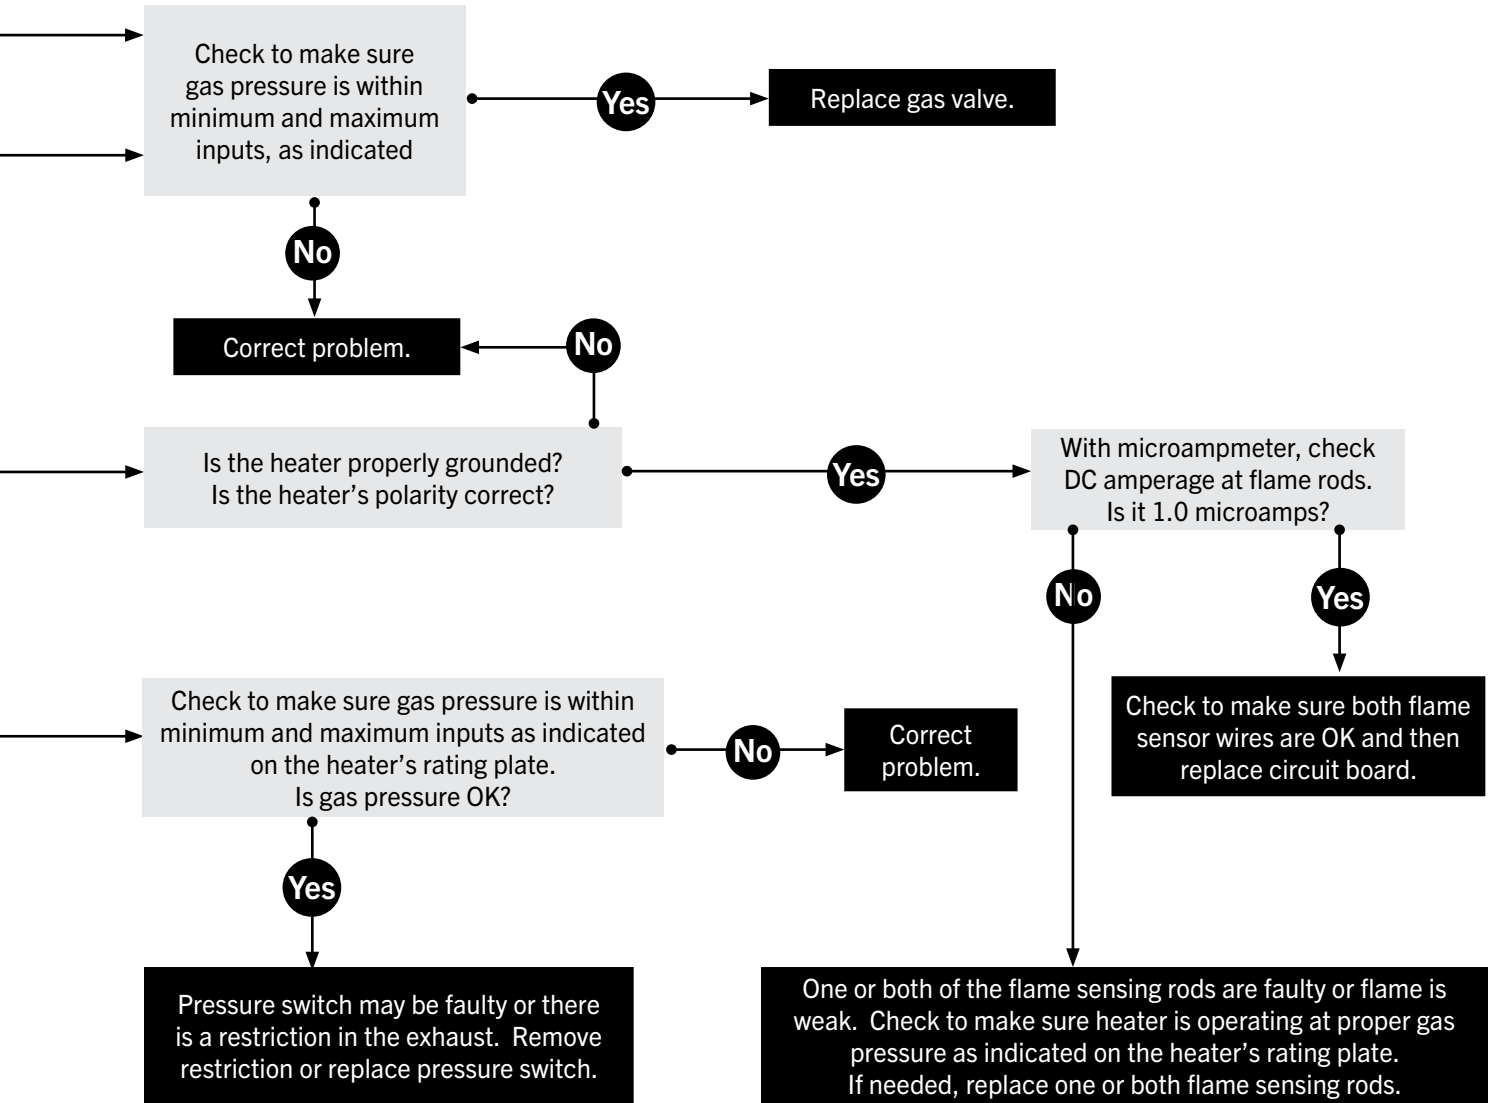 Check to make sure
gas pressure is within
minimum and maximum
inputs, as indicated
Yes
Replace gas valve.
No
Correct problem.
No
Is the heater properly grounded?
Is the heater’s polarity correct?
Yes
With microampmeter, check
DC amperage at flame rods.
Is it 1.0 microamps?
No
Yes
Check to make sure both flame
sensor wires are OK and then
replace circuit board.
Check to make sure gas pressure is within
minimum and maximum inputs as indicated
on the heater’s rating plate.
Is gas pressure OK?
No
Correct
problem.
Yes
Pressure switch may be faulty or there
is a restriction in the exhaust.  Remove
restriction or replace pressure switch.
One or both of the flame sensing rods are faulty or flame is
weak.  Check to make sure heater is operating at proper gas
pressure as indicated on the heater’s rating plate.
If needed, replace one or both flame sensing rods.